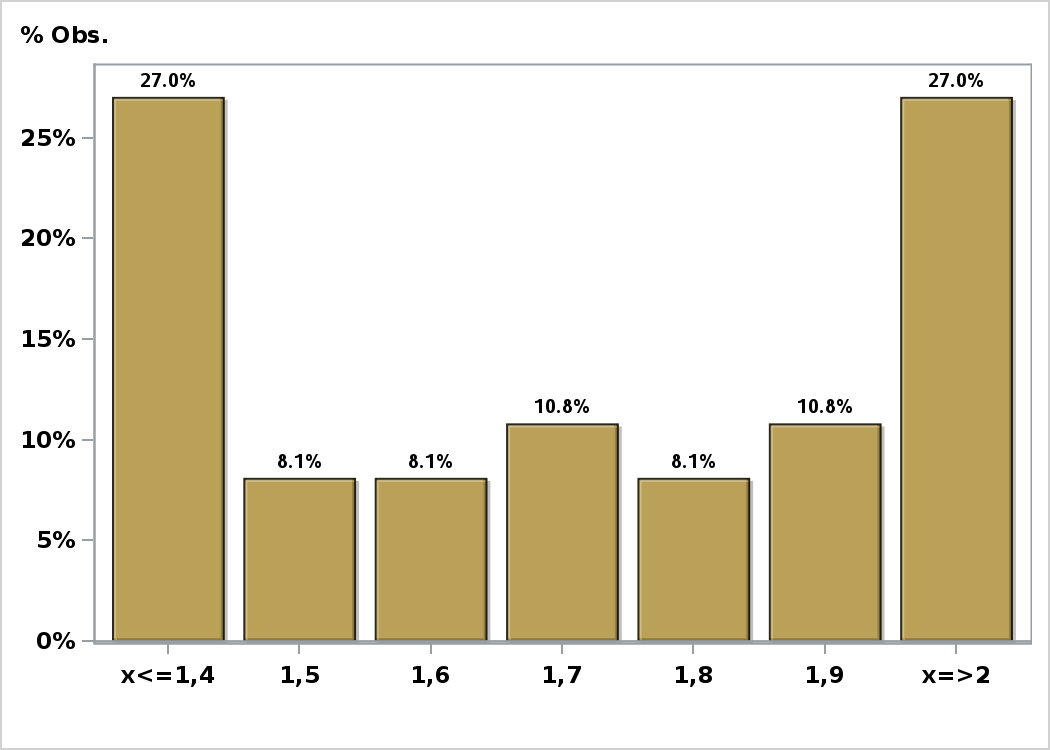 % Obs.
27.0% 27.0%
25%
20%
15%
10.8% 10.8%
10%
8.1% 8.1% 8.1%
5%
0%
x<=1,4 1,5 1,6 1,7 1,8 1,9 x=>2